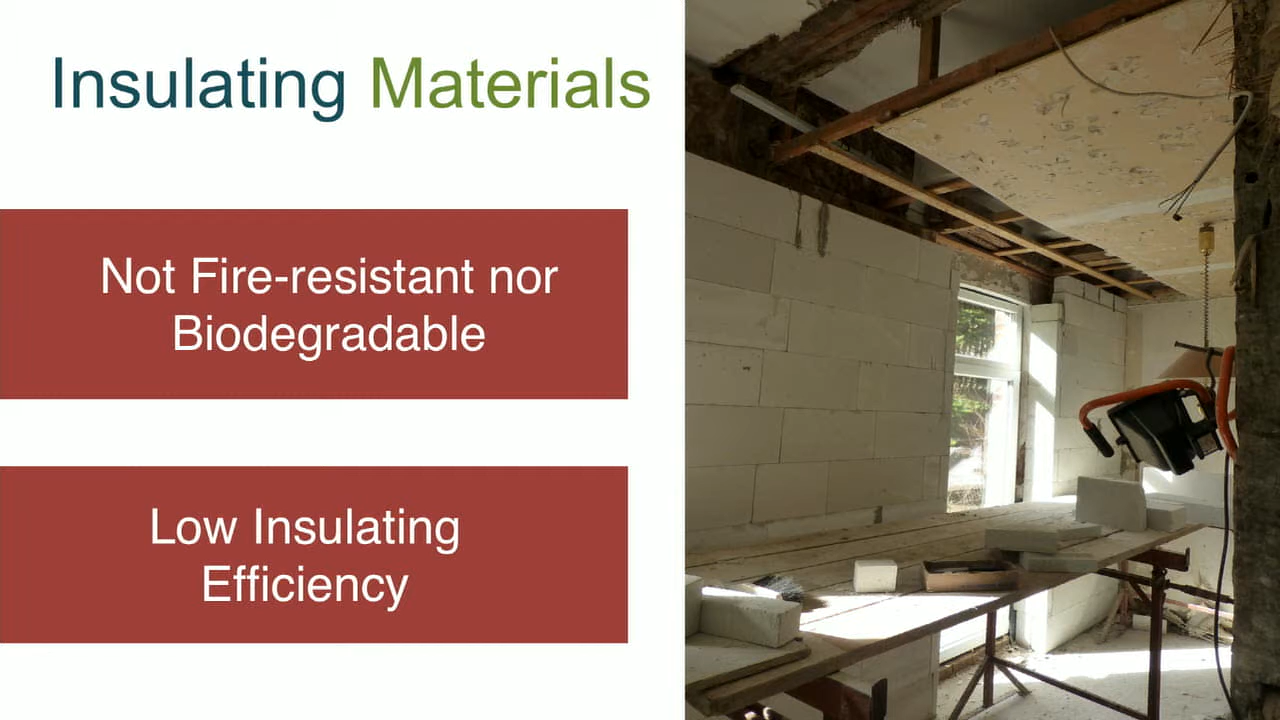 Insulating Materials
Not Fire-resistant nor
Biodegradable
Low Insulating
Efficiency